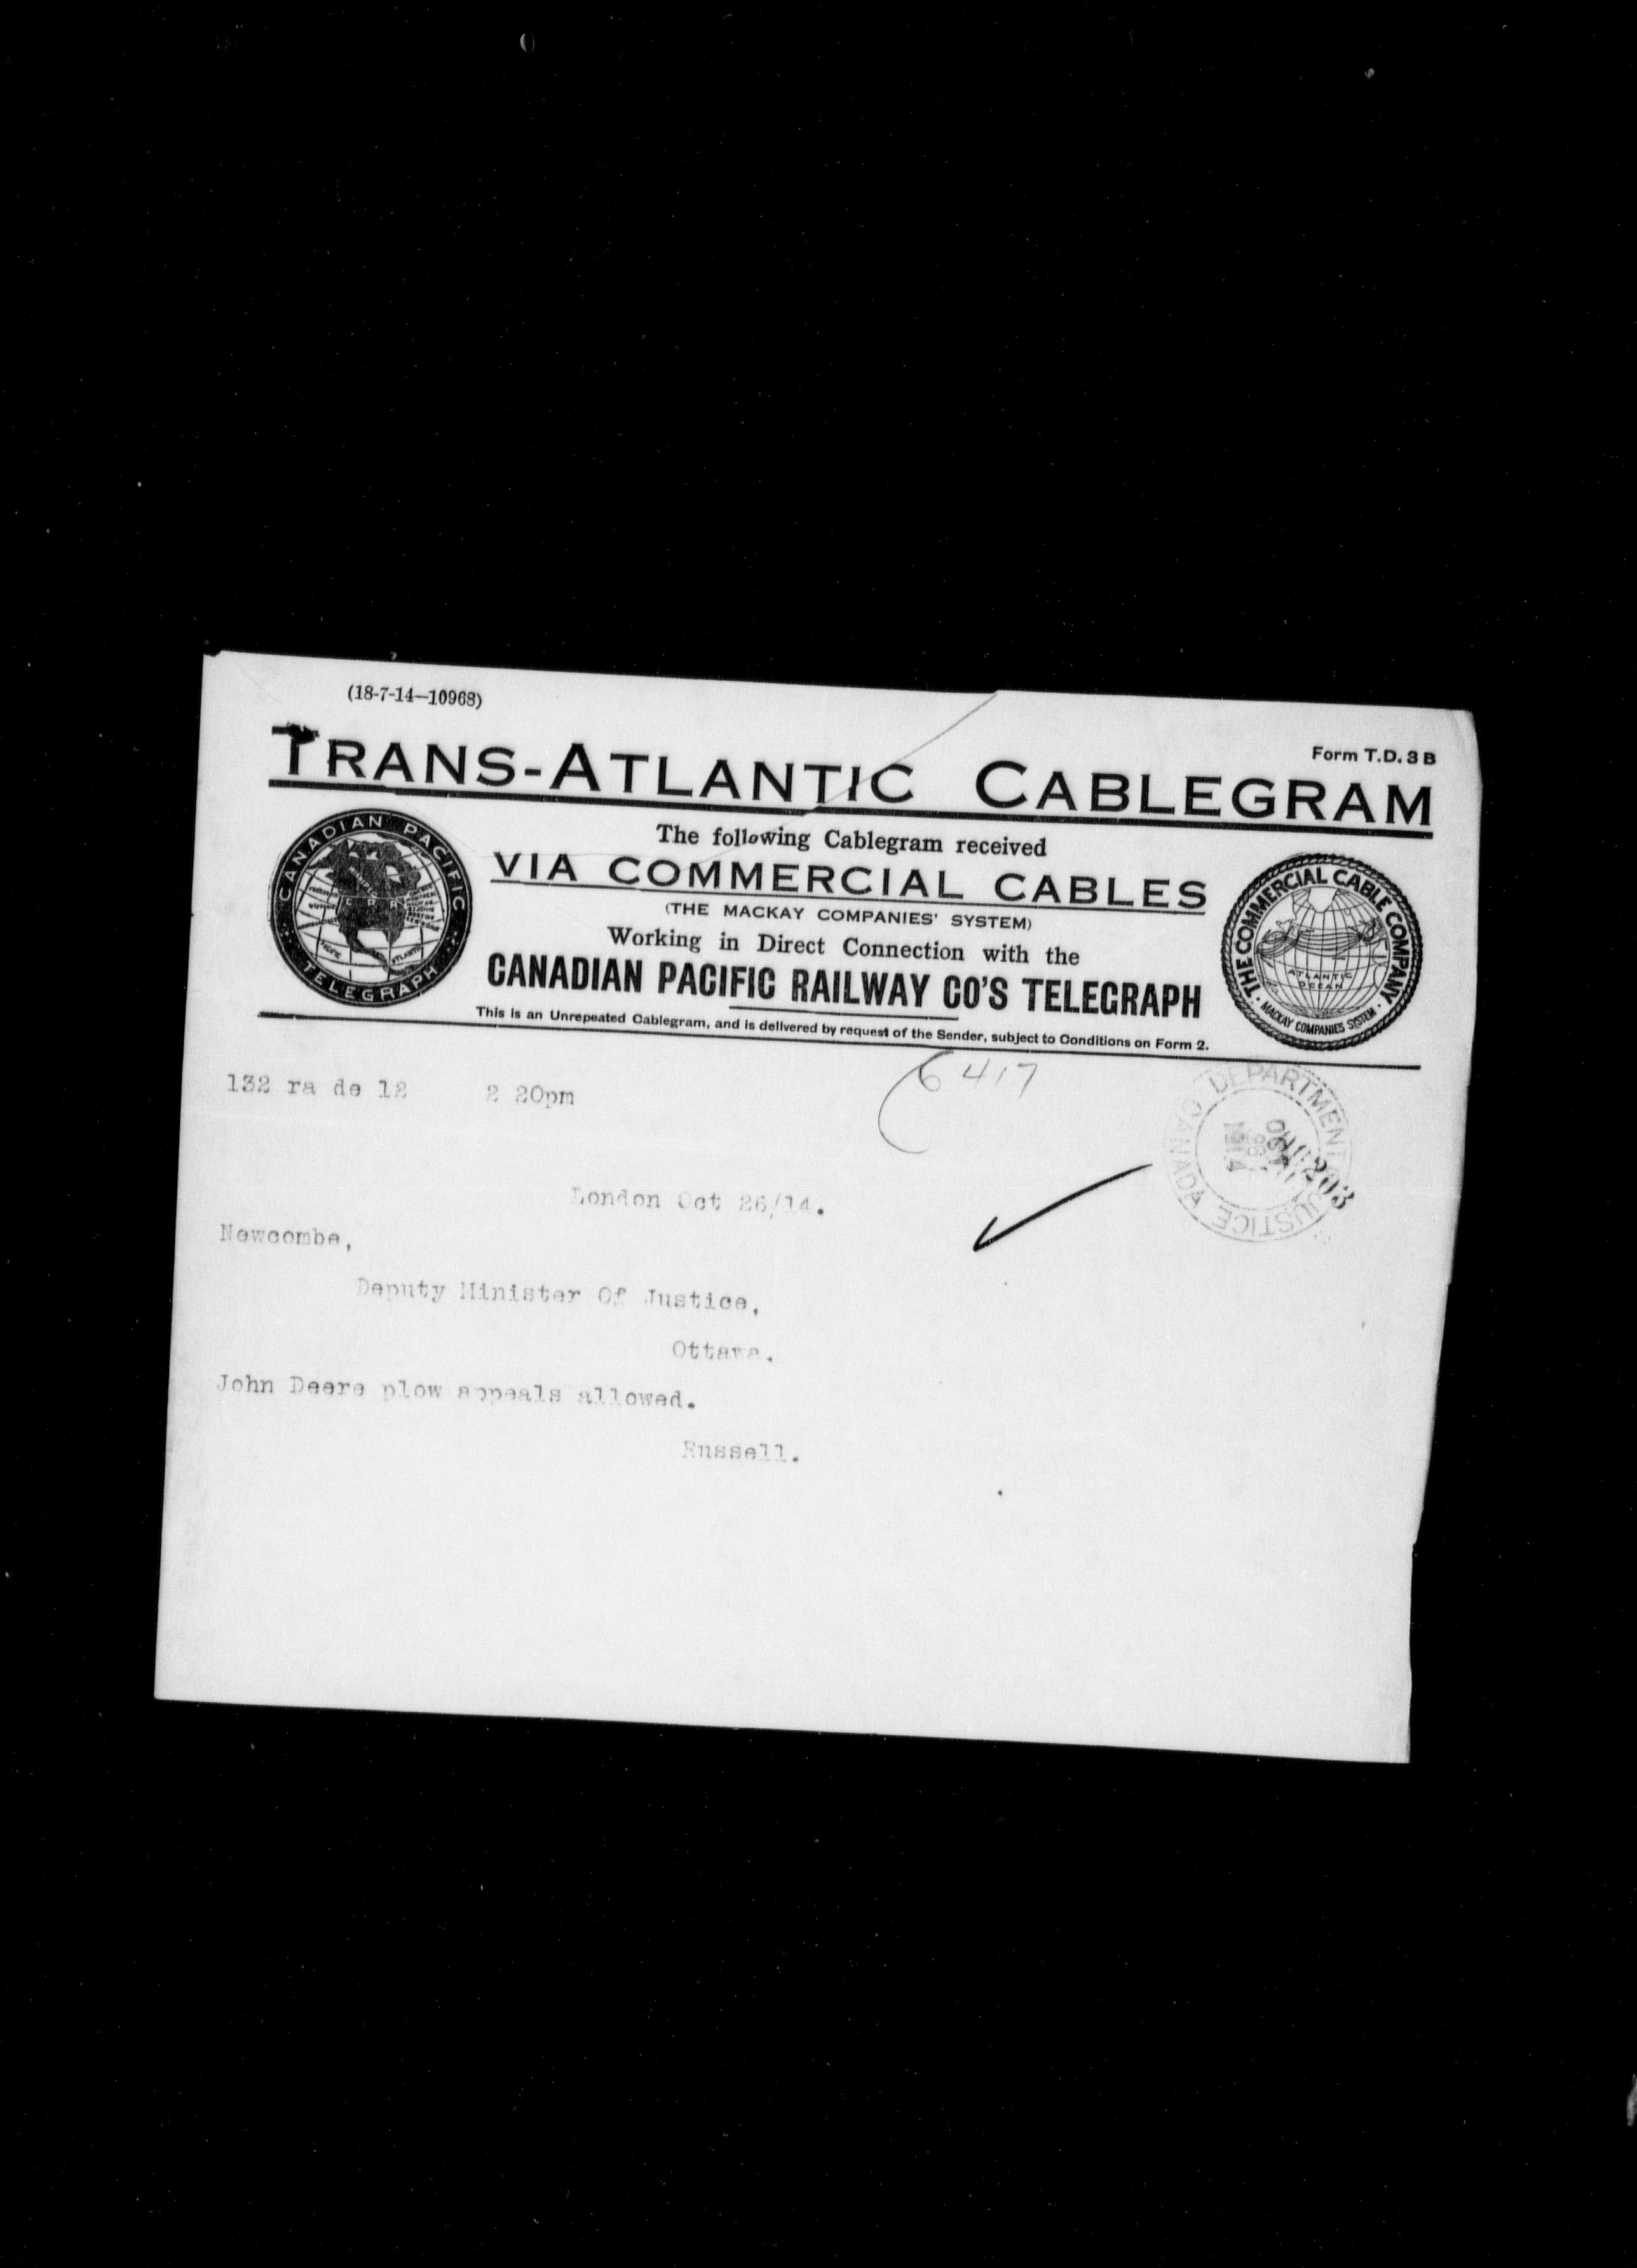 (18-7-14—10968)
Form T.D. 3 B
TRANS-ATLANTIC CABLEGRAM
The following Cablegram received
VIA COMMERCIAL CABLES
(THE MACKAY COMPANIES' SYSTEM)
Working in Direct Connection with the
CANADIAN PACIFIC RAILWAY CO'S TELEGRAPH
This is an Unrepeated Cablegram, and is delivered by request of the Sender, subject to Conditions on Form 2.
CANADIAN PACIFIC
TELEGRAPH
THE COMMERCIAL CABLE COMPANY
ATLANTIC
OCEAN
MACKAY COMPANIES SYSTEM
6417
132 ra de 12 2 20pm
DEPARTMENT
JUSTICE
CANADA
1914
203
London Oct 26/14.
Newcombe,
Deputy Minister Of Justice,
Ottawa.
John Deere plow appeals allowed.
Russell.